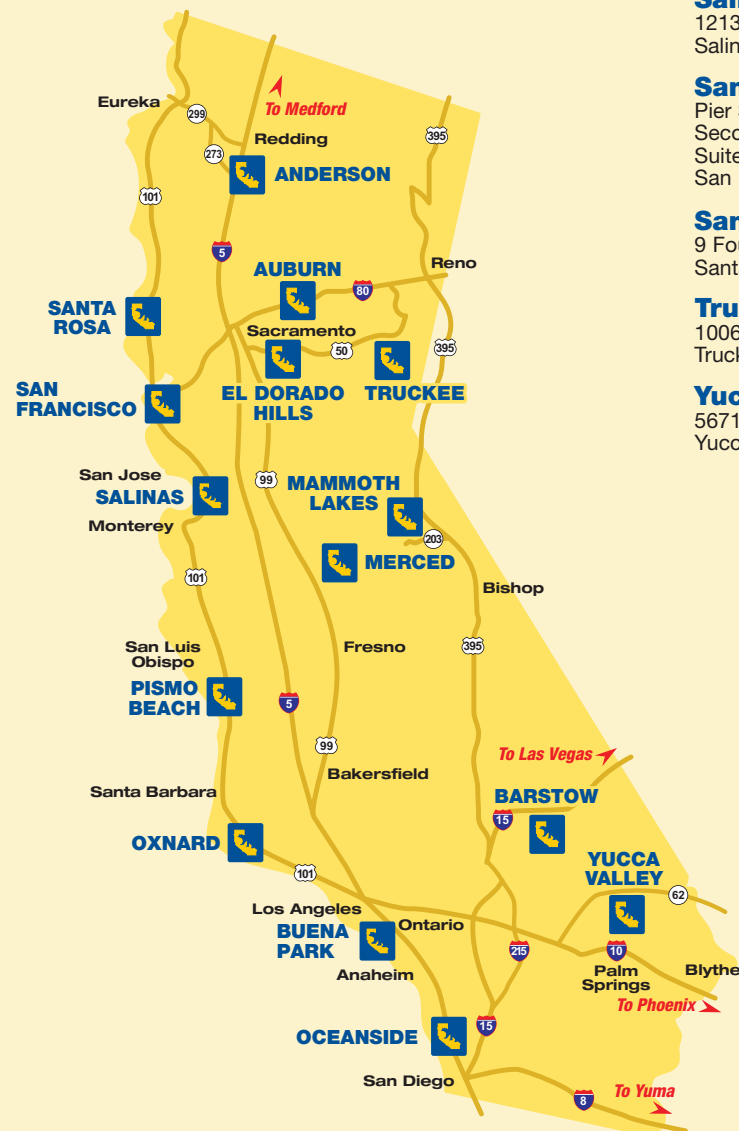 Eureka
299
To Medford
273
Redding
395
ANDERSON
101
5
AUBURN
80
Reno
SANTA
ROSA
Sacramento
50
395
SAN
FRANCISCO
EL DORADO
HILLS
TRUCKEE
San Jose
SALINAS
Monterey
99
MAMMOTH
LAKES
203
MERCED
101
Bishop
San Luis
Obispo
Fresno
395
PISMO
BEACH
5
99
To Las Vegas
Bakersfield
Santa Barbara
BARSTOW
15
OXNARD
YUCCA
VALLEY
101
62
Los Angeles
BUENA
PARK
Ontario
215
10
Anaheim
Palm
Springs
Blythe
To Phoenix
OCEANSIDE
15
San Diego
To Yuma
8
1213
Salin
San
Pier
Suite
San
San
9 Fou
Sant
Tru
1006
Truck
Yuc
5671
Yucc